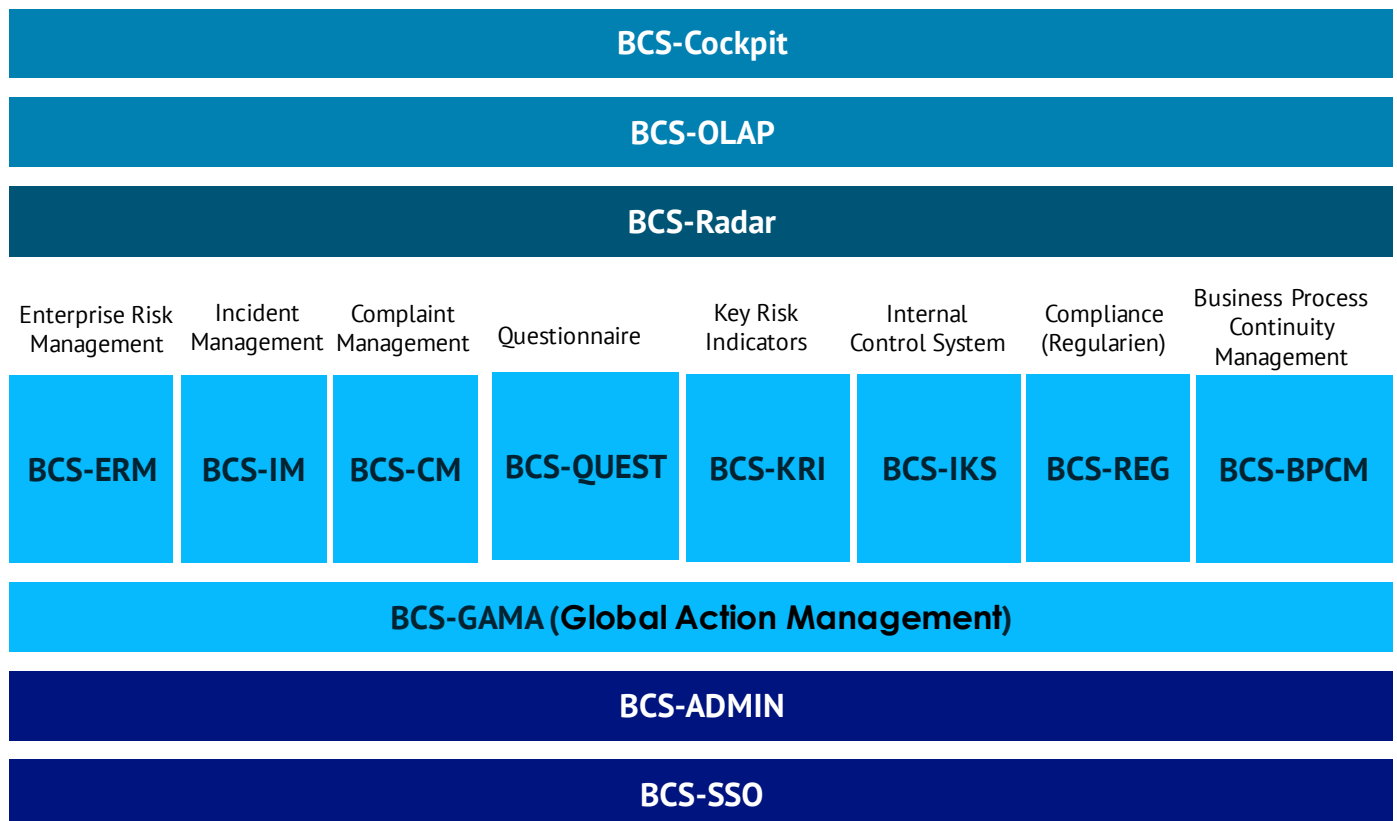 BCS-Cockpit
BCS-OLAP
BCS-Radar
Enterprise Risk
Management
Incident
Management
Complaint
Management
Questionnaire
Key Risk
Indicators
Internal
Control System
Compliance
(Regularien)
Business Process
Continuity
Management
BCS-ERM
BCS-IM
BCS-CM
BCS-QUEST
BCS-KRI
BCS-IKS
BCS-REG
BCS-BPCM
BCS-GAMA (Global Action Management)
BCS-ADMIN
BCS-SSO